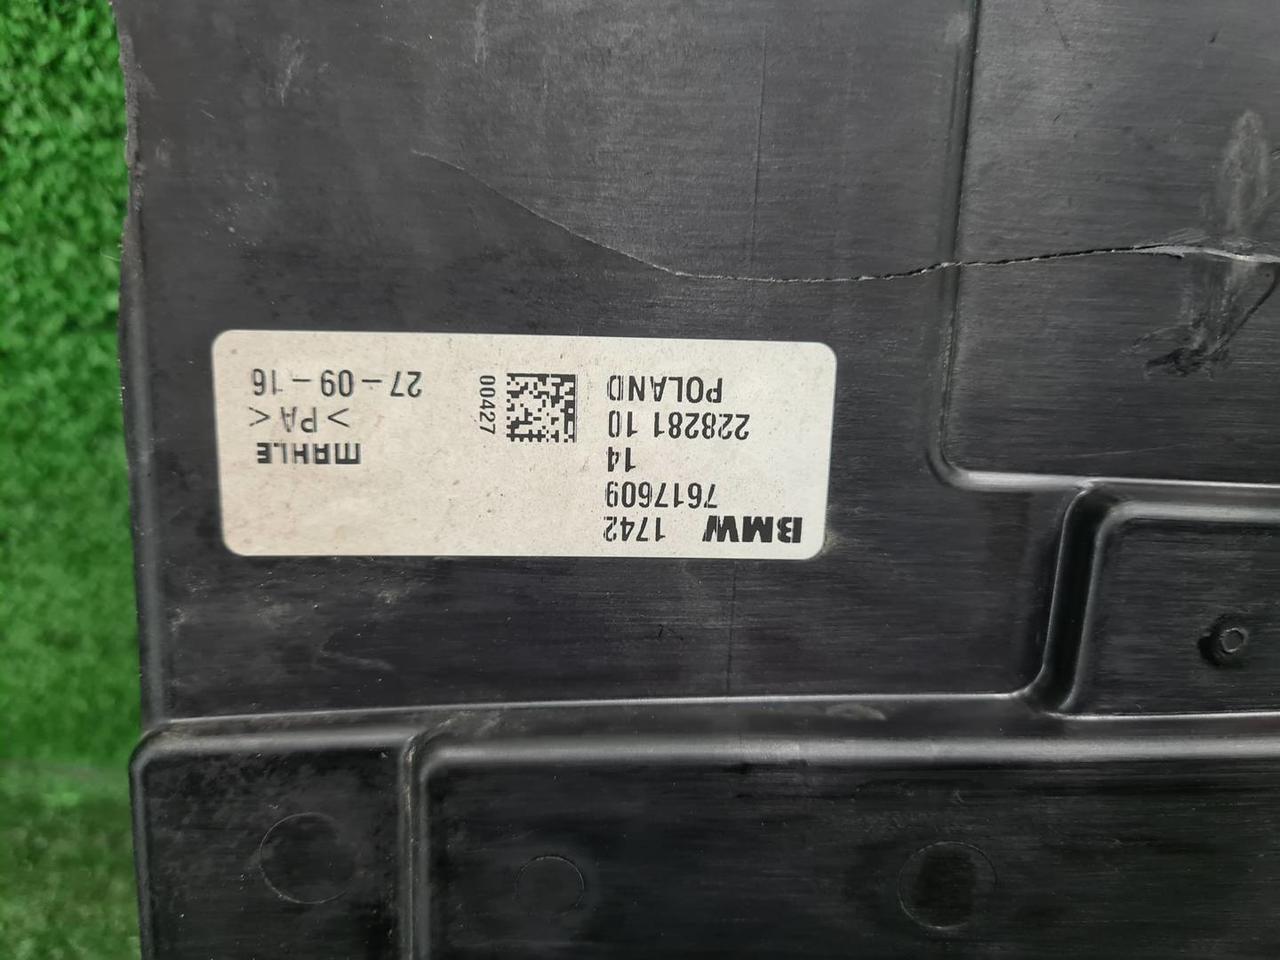 BMW 1742
7617609
14
228281 10
POLAND
00427
MAHLE
>PA<
27-09-16